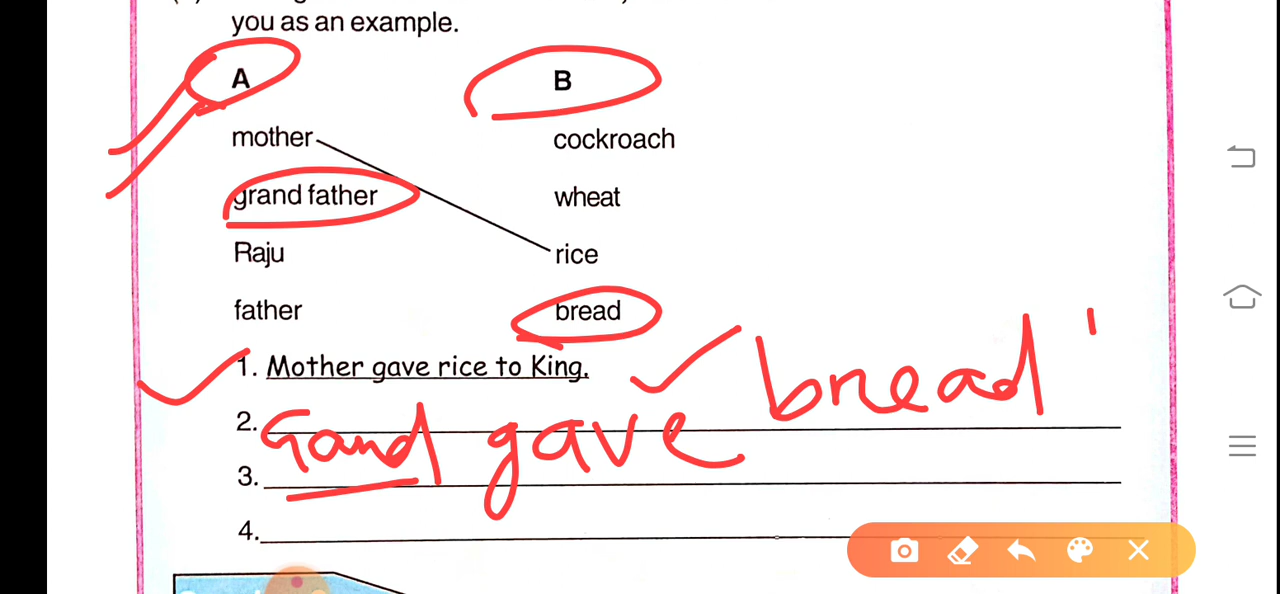 you as an example.
A B
mother cockroach
grand father wheat
Raju rice
father bread
1. Mother gave rice to King.
2. Gand gave bread
3.
4.